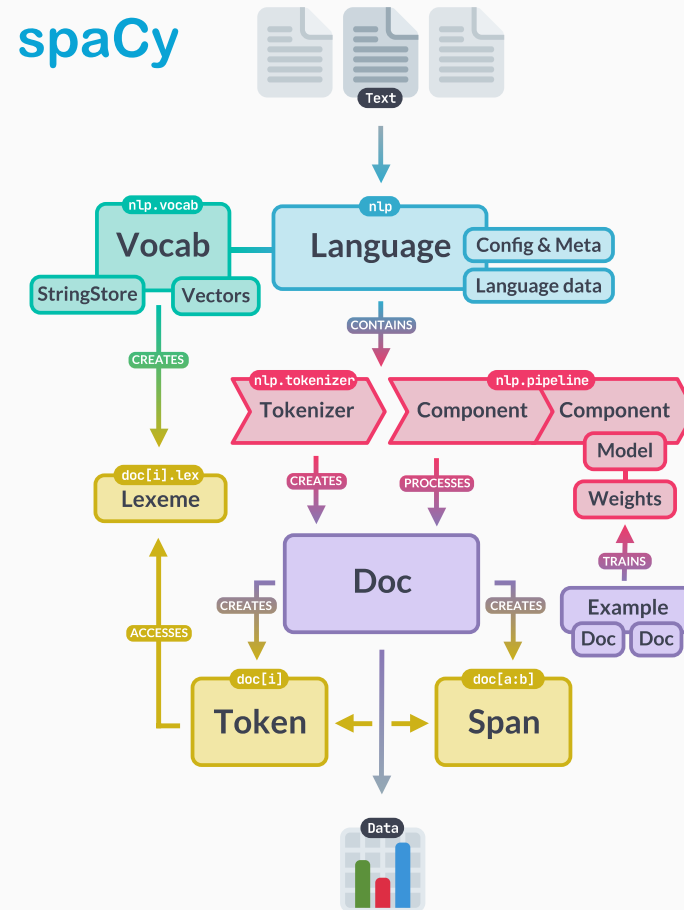 spaCy
Text
nlp.vocab
nlp
Vocab
Language
Config & Meta
StringStore
Vectors
Language data
CONTAINS
CREATES
nlp.tokenizer
nlp.pipeline
Tokenizer
Component
Component
Model
doc[i].lex
Lexeme
CREATES
PROCESSES
Weights
TRAINS
Doc
CREATES
CREATES
Example
Doc
Doc
ACCESSES
doc[i]
doc[a:b]
Token
Span
Data